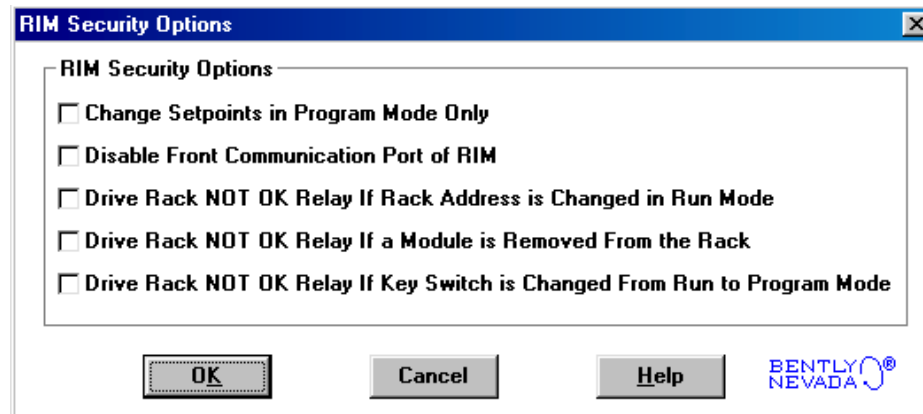 RIM Security Options
RIM Security Options
Change Setpoints in Program Mode Only
Disable Front Communication Port of RIM
Drive Rack NOT OK Relay If Rack Address is Changed in Run Mode
Drive Rack NOT OK Relay If a Module is Removed From the Rack
Drive Rack NOT OK Relay If Key Switch is Changed From Run to Program Mode
OK
Cancel
Help
BENTLY ®
NEVADA